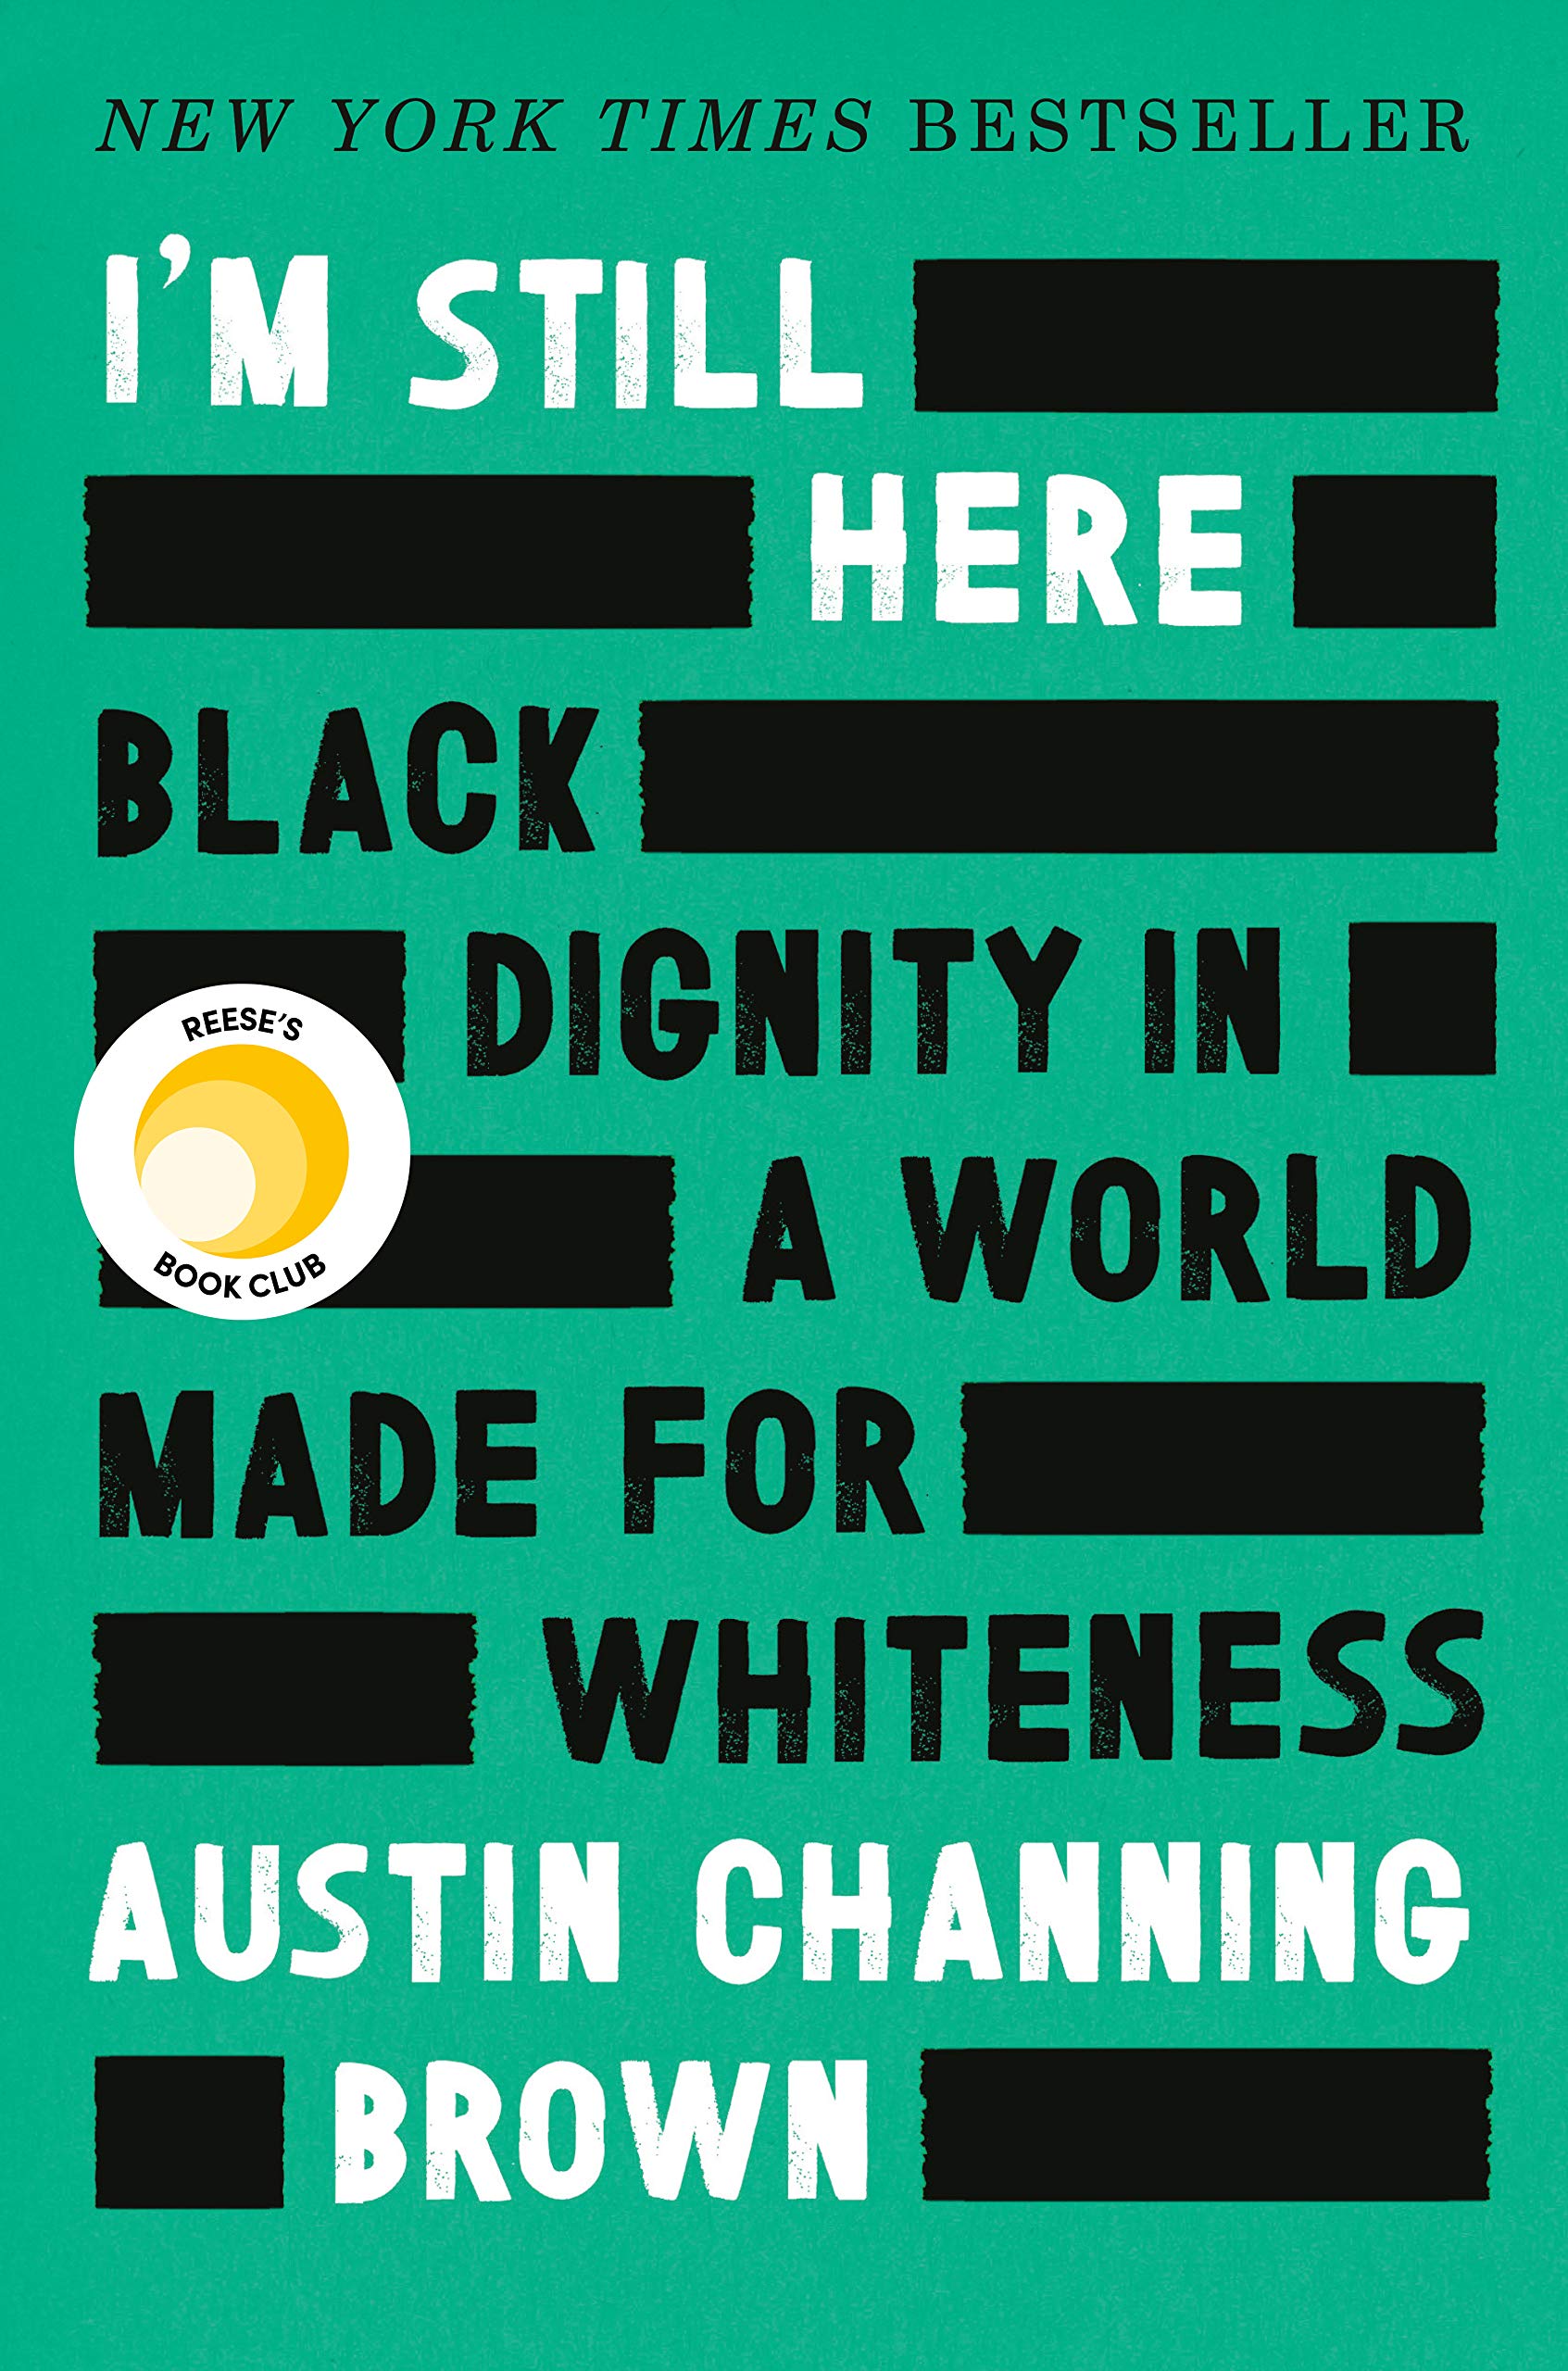 NEW YORK TIMES BESTSELLER
I'M STILL
HERE
BLACK
DIGNITY IN
REESE'S
BOOK CLUB
A WORLD
MADE FOR
WHITENESS
AUSTIN CHANNING
BROWN